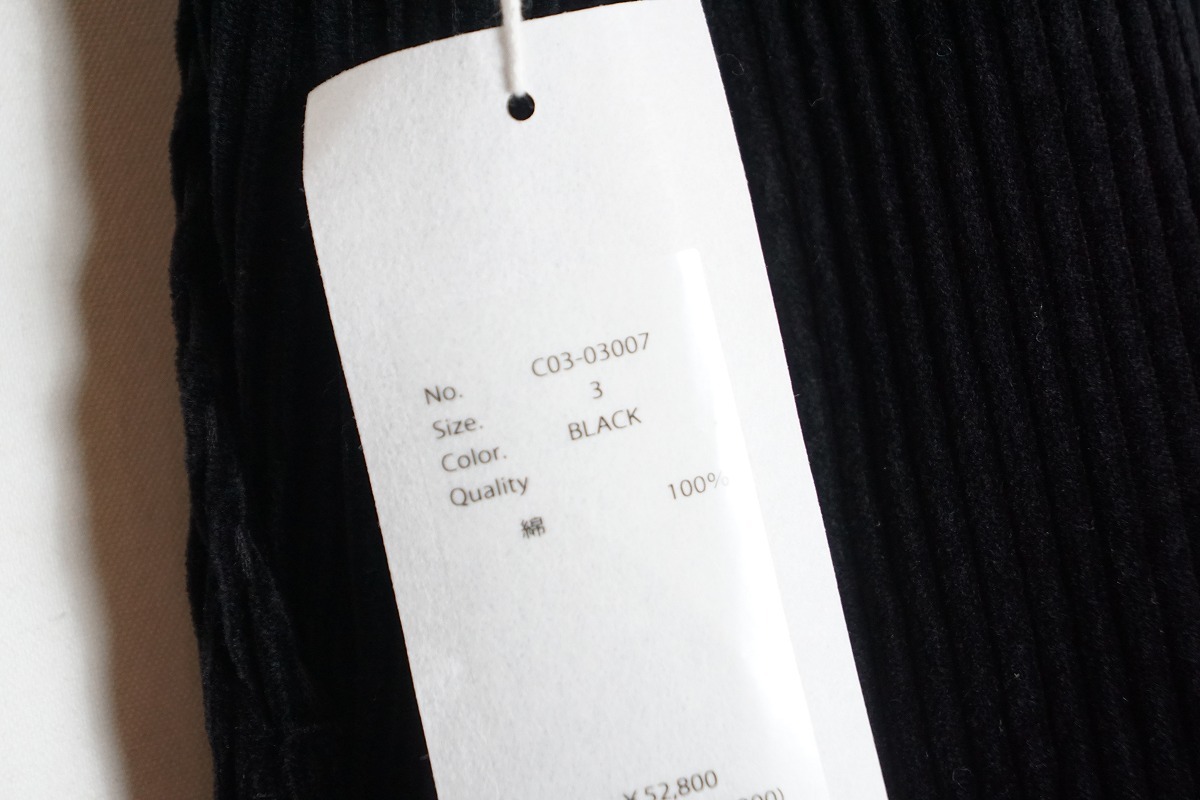 No. C03-03007
Size. 3
Color. BLACK
Quality
綿 100%
¥52,800